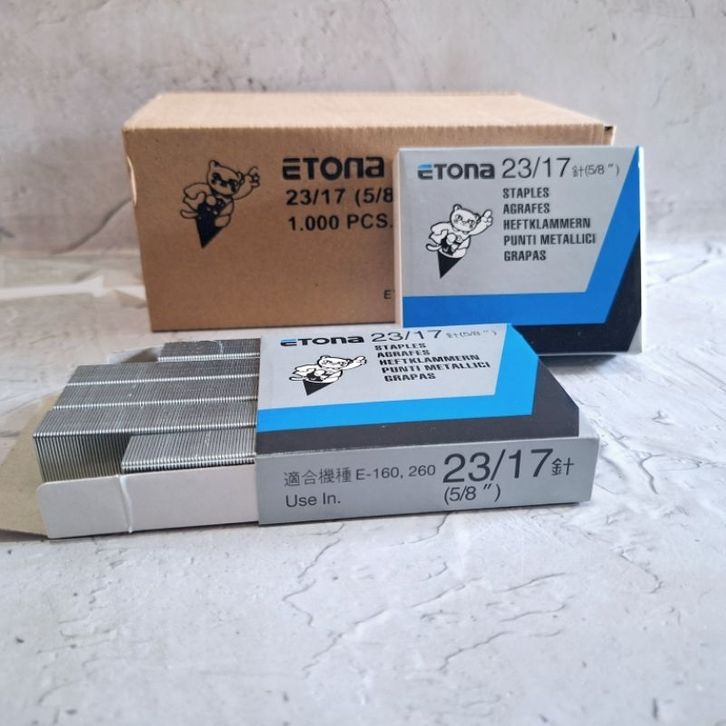 ETONA
23/17 (5/8
1.000 PCS.
ETONA 23/17 針(5/8 ″)
STAPLES
AGRAFES
HEFTKLAMMERN
PUNTI METALLICI
GRAPAS
ETONA 23/17 針(5/8 ″)
STAPLES
AGRAFES
HEFTKLAMMERN
PUNTI METALLICI
GRAPAS
適合機種 E-160, 260 23/17 針
Use In. (5/8 ″)